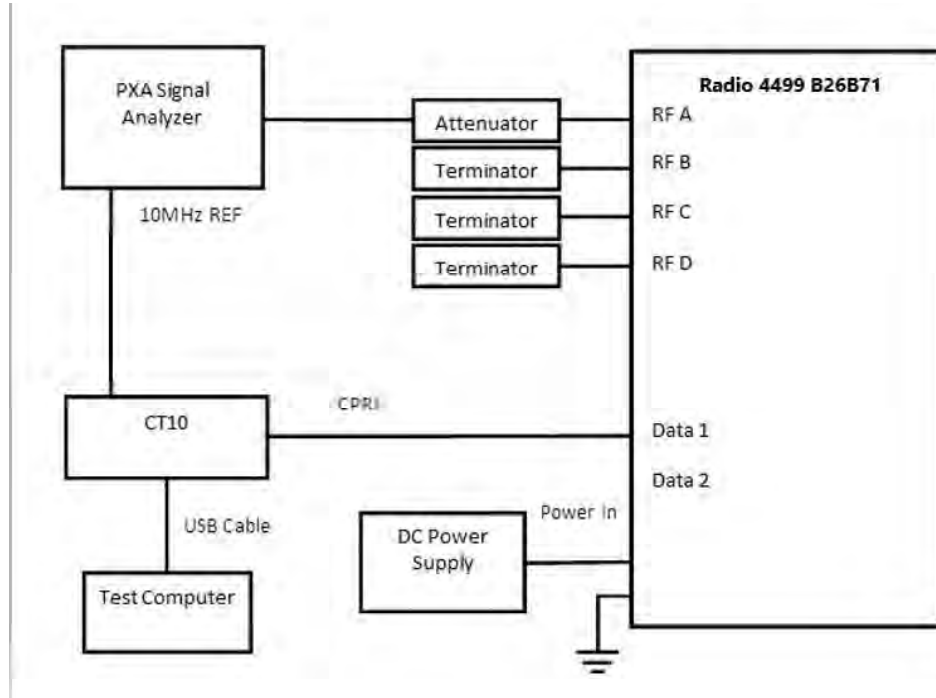 PXA Signal
Analyzer
Radio 4499 B26B71
Attenuator
RF A
Terminator
RF B
Terminator
RF C
Terminator
RF D
10MHz REF
CT10
CPRI
Data 1
Data 2
USB Cable
Power In
DC Power
Supply
Test Computer